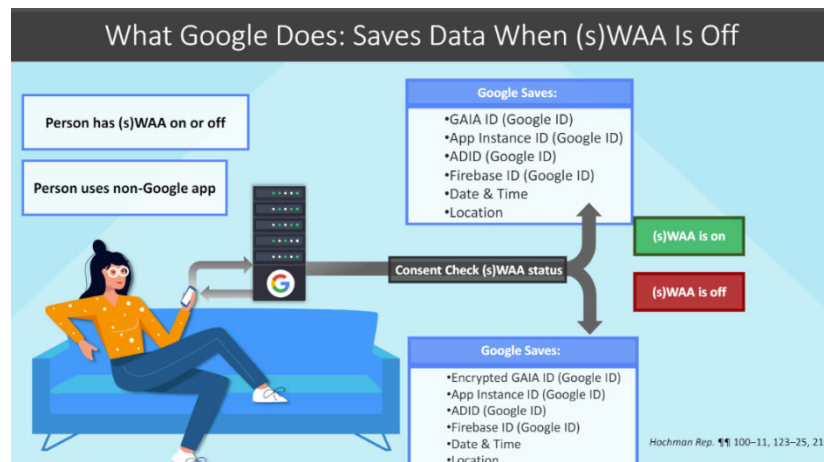 What Google Does: Saves Data When (s)WAA Is Off
Person has (s)WAA on or off
Person uses non-Google app
Google Saves:
•GAIA ID (Google ID)
•App Instance ID (Google ID)
•ADID (Google ID)
•Firebase ID (Google ID)
•Date & Time
•Location
(s)WAA is on
Consent Check (s)WAA status
(s)WAA is off
Google Saves:
•Encrypted GAIA ID (Google ID)
•App Instance ID (Google ID)
•ADID (Google ID)
•Firebase ID (Google ID)
•Date & Time
•Location
Hochman Rep. ¶¶ 100–11, 123–25, 21